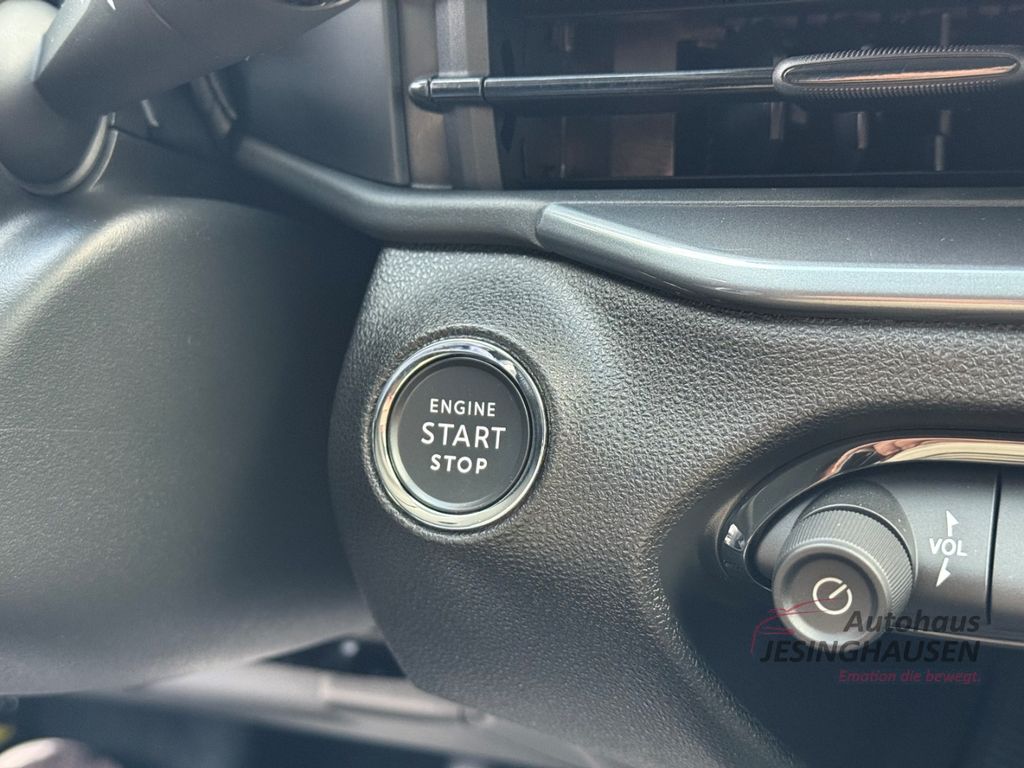 ENGINE
START
STOP
VOL
Autohaus
JESINGHAUSEN
Emotion die bewegt.